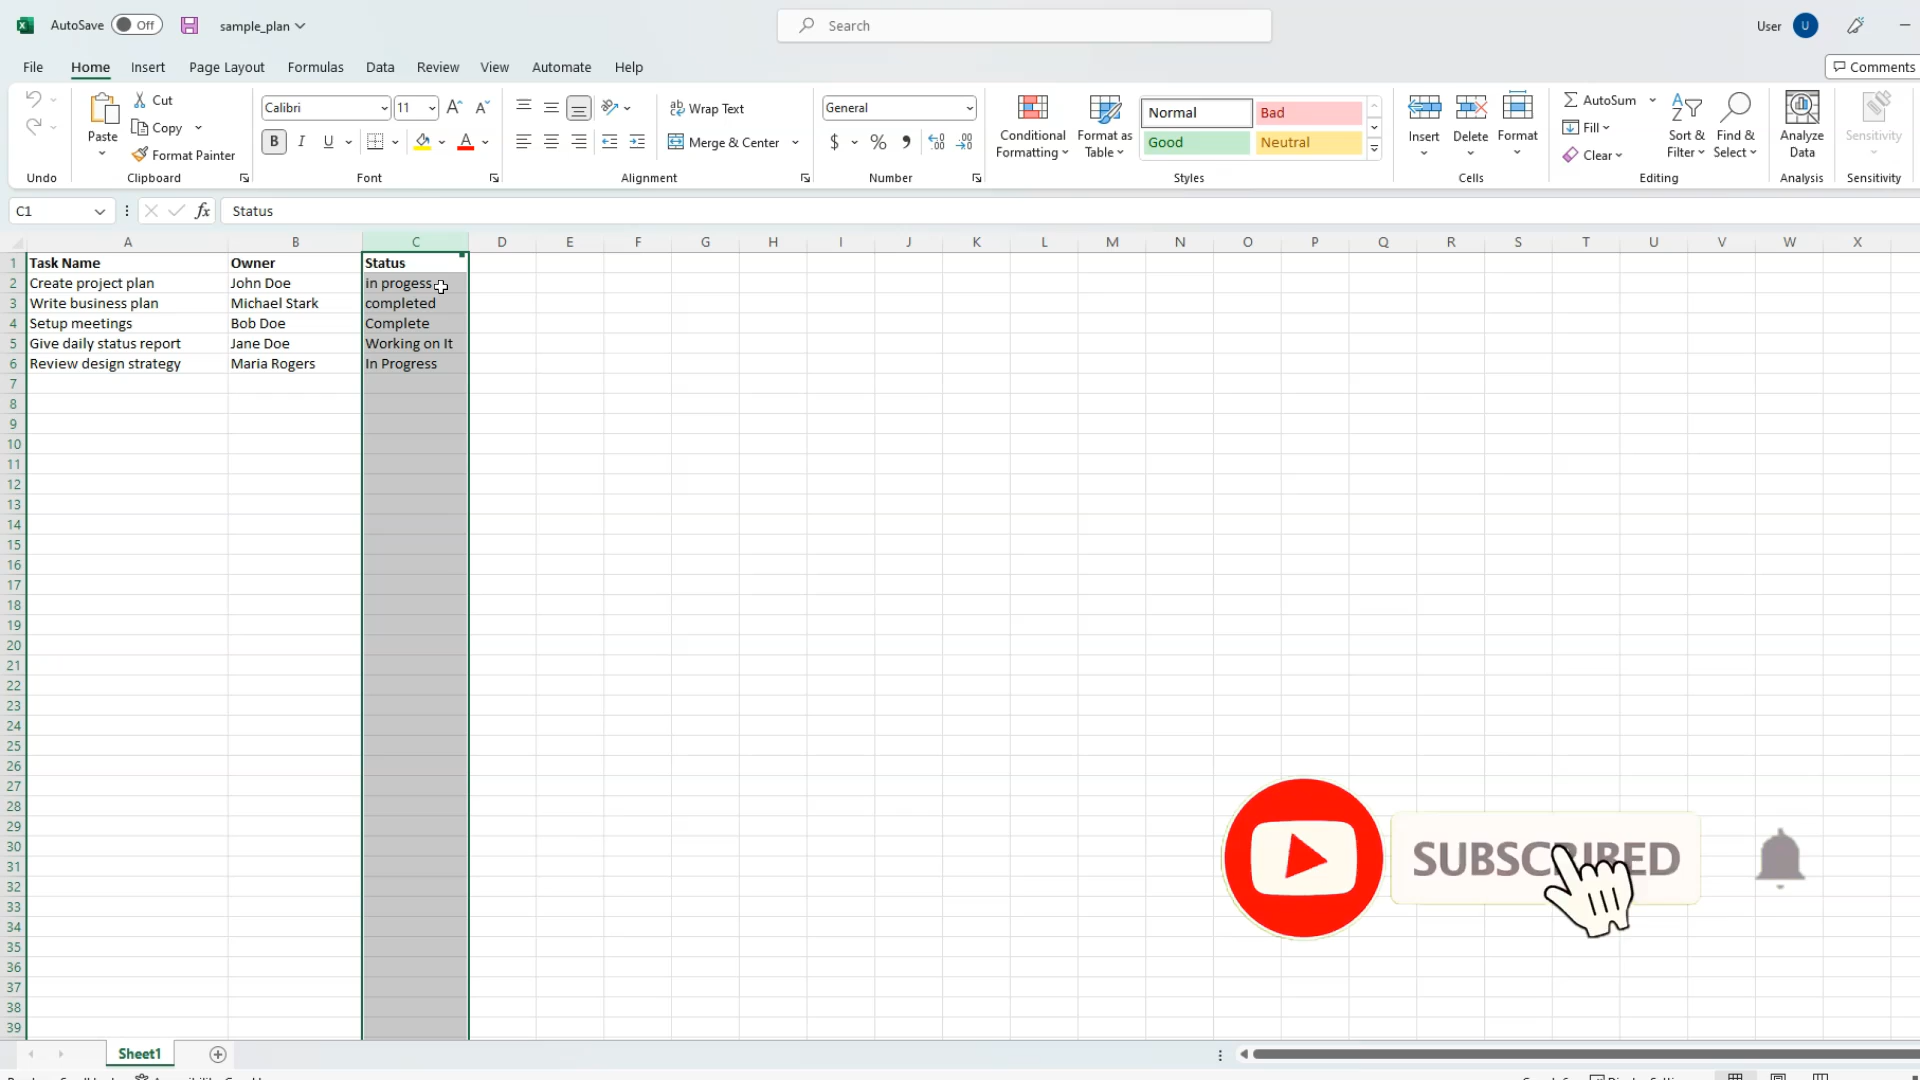 AutoSave Off sample_plan Search User U
File Home Insert Page Layout Formulas Data Review View Automate Help Comments
Paste Cut Copy Format Painter
Calibri 11 B I U A
Wrap Text Merge & Center
General $ % 9
Conditional Formatting Format as Table
Normal Bad Good Neutral
Insert Delete Format
AutoSum Fill Clear
Sort & Filter Find & Select
Analyze Data Sensitivity
Undo Clipboard Font Alignment Number Styles Cells Editing Analysis Sensitivity
C1 fx Status
A B C D E F G H I J K L M N O P Q R S T U V W X
1 Task Name Owner Status
2 Create project plan John Doe in progess
3 Write business plan Michael Stark completed
4 Setup meetings Bob Doe Complete
5 Give daily status report Jane Doe Working on It
6 Review design strategy Maria Rogers In Progress
7
8
9
10
11
12
13
14
15
16
17
18
19
20
21
22
23
24
25
26
27
28
29
30
31
32
33
34
35
36
37
38
39
SUBSCRIBED
Sheet1